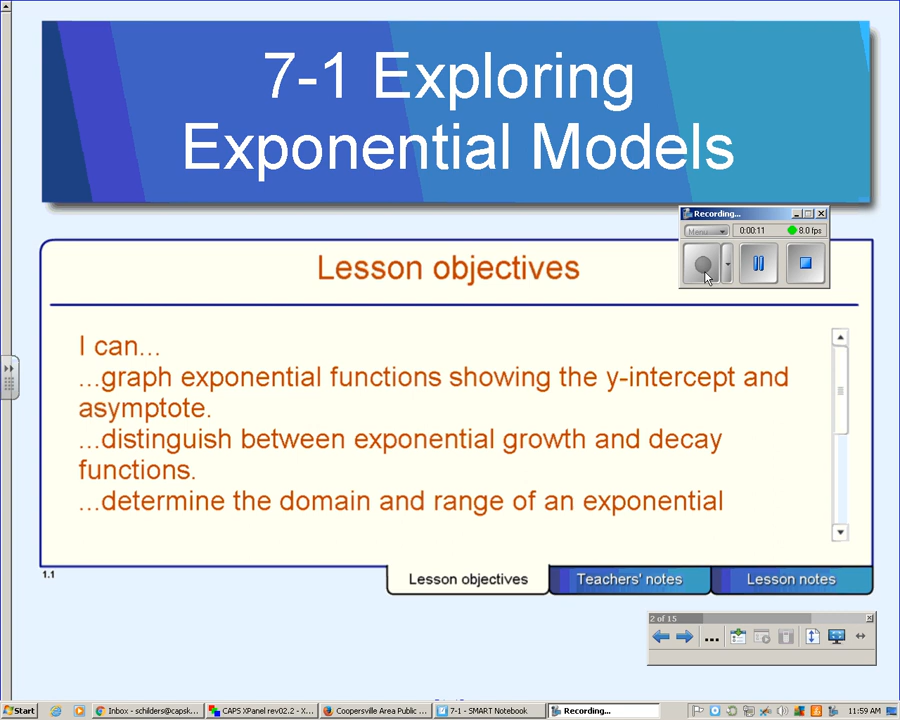 7-1 Exploring
Exponential Models
Recording...
Menu
0:00:11
8.0 fps
Lesson objectives
I can...
...graph exponential functions showing the y-intercept and
asymptote.
...distinguish between exponential growth and decay
functions.
...determine the domain and range of an exponential
1.1
Lesson objectives
Teachers' notes
Lesson notes
2 of 15
...
Start
Inbox - schilders@capsk...
CAPS XPanel rev02.2 - X...
Coopersville Area Public ...
7-1 - SMART Notebook
Recording...
11:59 AM